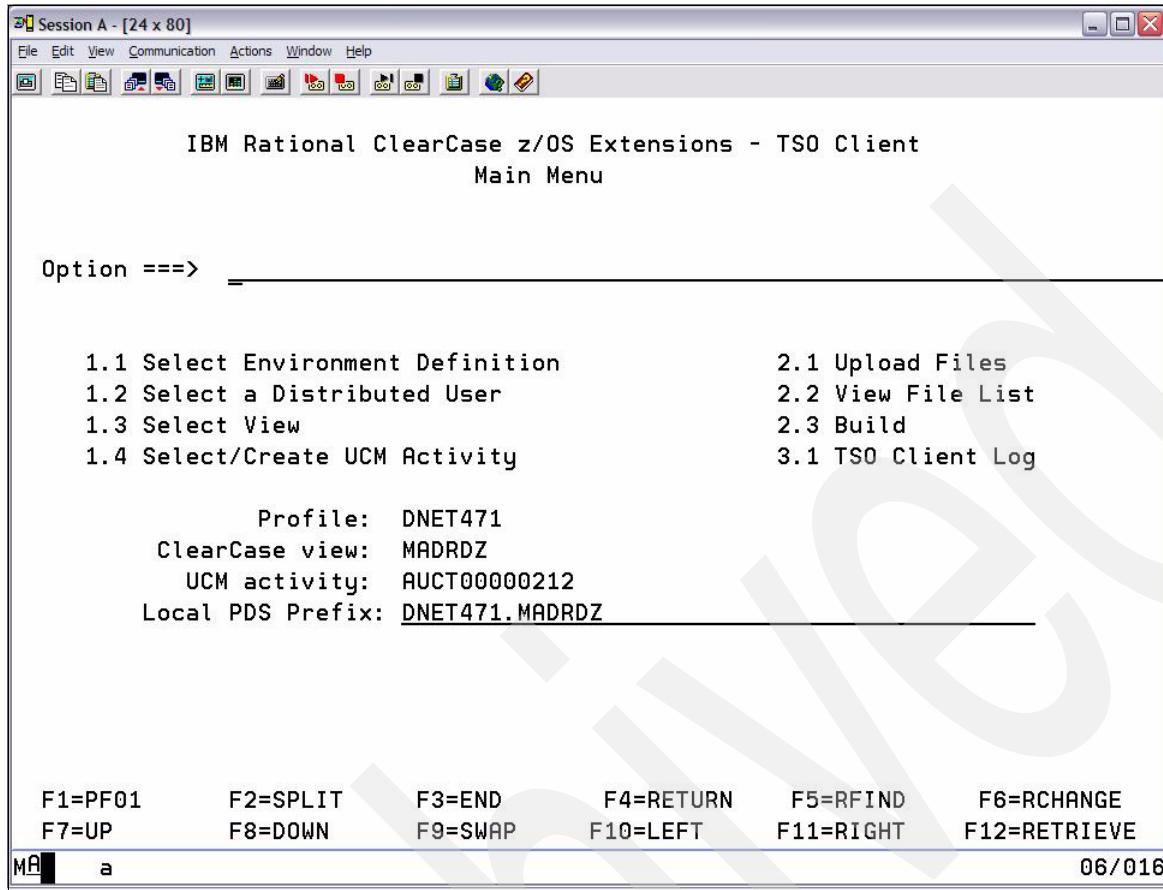 Session A - [24 x 80]
File Edit View Communication Actions Window Help
IBM Rational ClearCase z/OS Extensions - TSO Client
Main Menu
Option ===>
1.1 Select Environment Definition 2.1 Upload Files
1.2 Select a Distributed User 2.2 View File List
1.3 Select View 2.3 Build
1.4 Select/Create UCM Activity 3.1 TSO Client Log
Profile: DNET471
ClearCase view: MADRDZ
UCM activity: AUCT00000212
Local PDS Prefix: DNET471.MADRDZ
F1=PF01 F2=SPLIT F3=END F4=RETURN F5=RFIND F6=RCHANGE
F7=UP F8=DOWN F9=SWAP F10=LEFT F11=RIGHT F12=RETRIEVE
MA a 06/016
hived